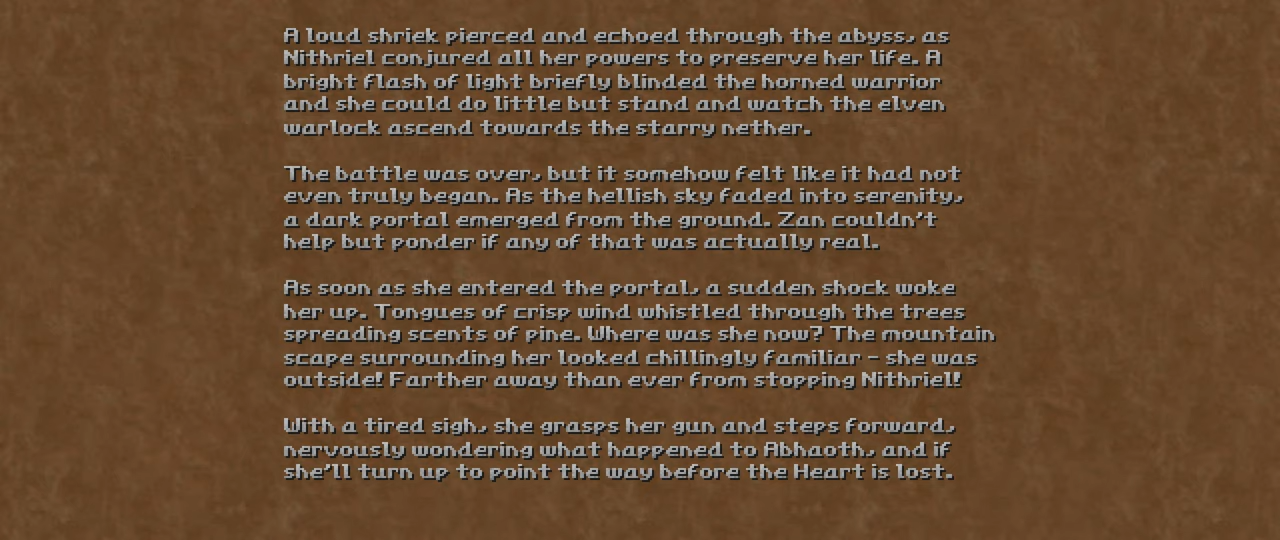 A loud shriek pierced and echoed through the abyss, as
Nithriel conjured all her powers to preserve her life. A
bright flash of light briefly blinded the horned warrior
and she could do little but stand and watch the elven
warlock ascend towards the starry nether.
The battle was over, but it somehow felt like it had not
even truly began. As the hellish sky faded into serenity,
a dark portal emerged from the ground. Zan couldn't
help but ponder if any of that was actually real.
As soon as she entered the portal, a sudden shock woke
her up. Tongues of crisp wind whistled through the trees
spreading scents of pine. Where was she now? The mountain
scape surrounding her looked chillingly familiar - she was
outside! Farther away than ever from stopping Nithriel!
With a tired sigh, she grasps her gun and steps forward,
nervously wondering what happened to Abhaoth, and if
she'll turn up to point the way before the Heart is lost.